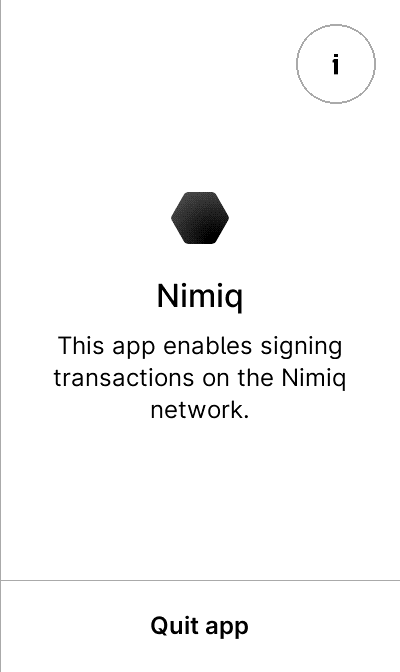 i
Nimiq
This app enables signing
transactions on the Nimiq
network.
Quit app